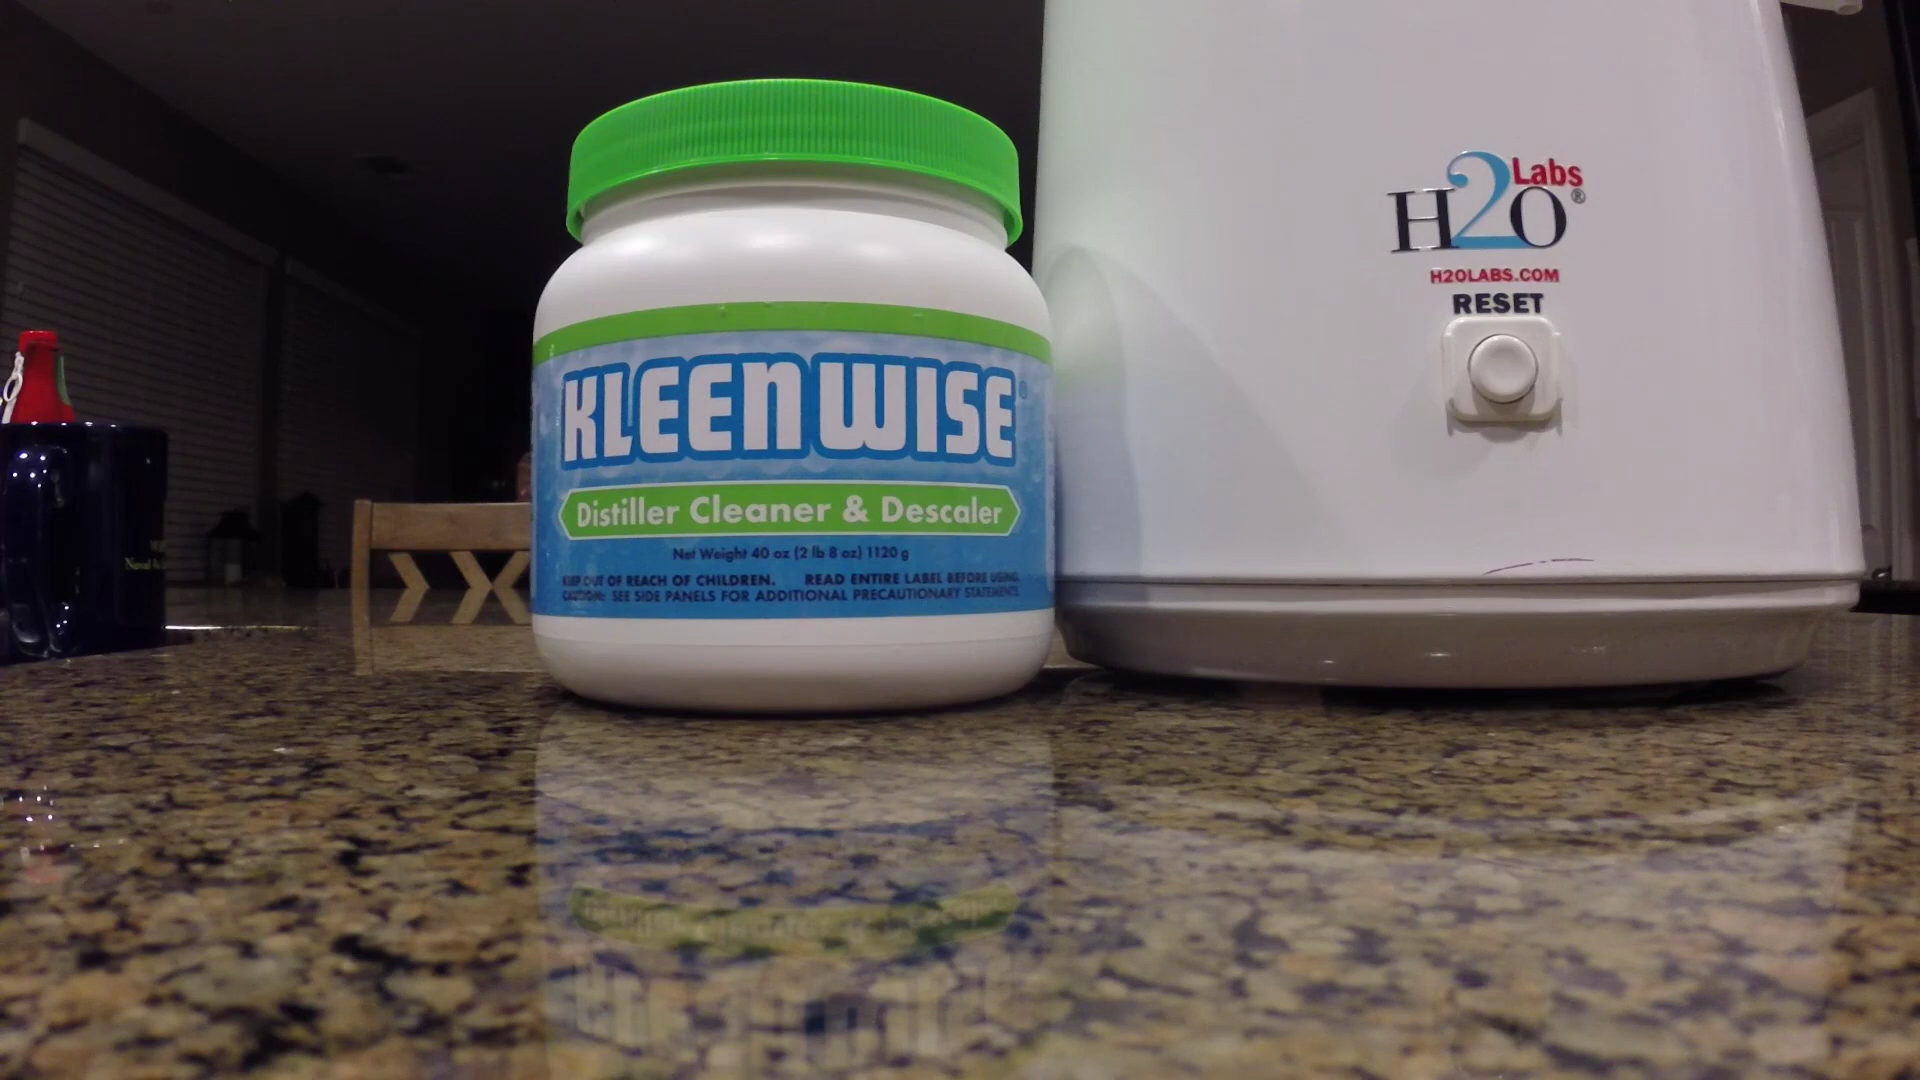 KLEENWISE®
Distiller Cleaner & Descaler
Net Weight 40 oz (2 lb 8 oz) 1120 g
KEEP OUT OF REACH OF CHILDREN. READ ENTIRE LABEL BEFORE USING.
CAUTION: SEE SIDE PANELS FOR ADDITIONAL PRECAUTIONARY STATEMENTS.
Labs
H2O®
H2OLABS.COM
RESET
Naval